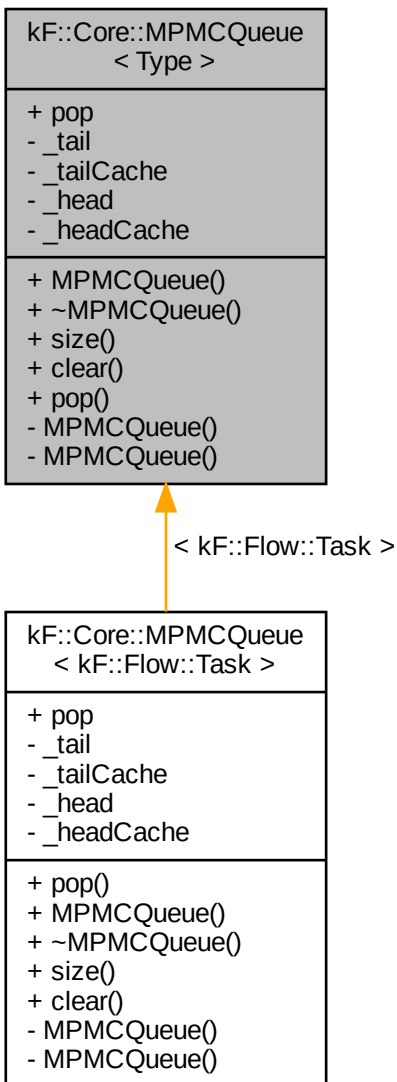 kF::Core::MPMCQueue
< Type >
+ pop
- _tail
- _tailCache
- _head
- _headCache
+ MPMCQueue()
+ ~MPMCQueue()
+ size()
+ clear()
+ pop()
- MPMCQueue()
- MPMCQueue()
< kF::Flow::Task >
kF::Core::MPMCQueue
< kF::Flow::Task >
+ pop
- _tail
- _tailCache
- _head
- _headCache
+ pop()
+ MPMCQueue()
+ ~MPMCQueue()
+ size()
+ clear()
- MPMCQueue()
- MPMCQueue()